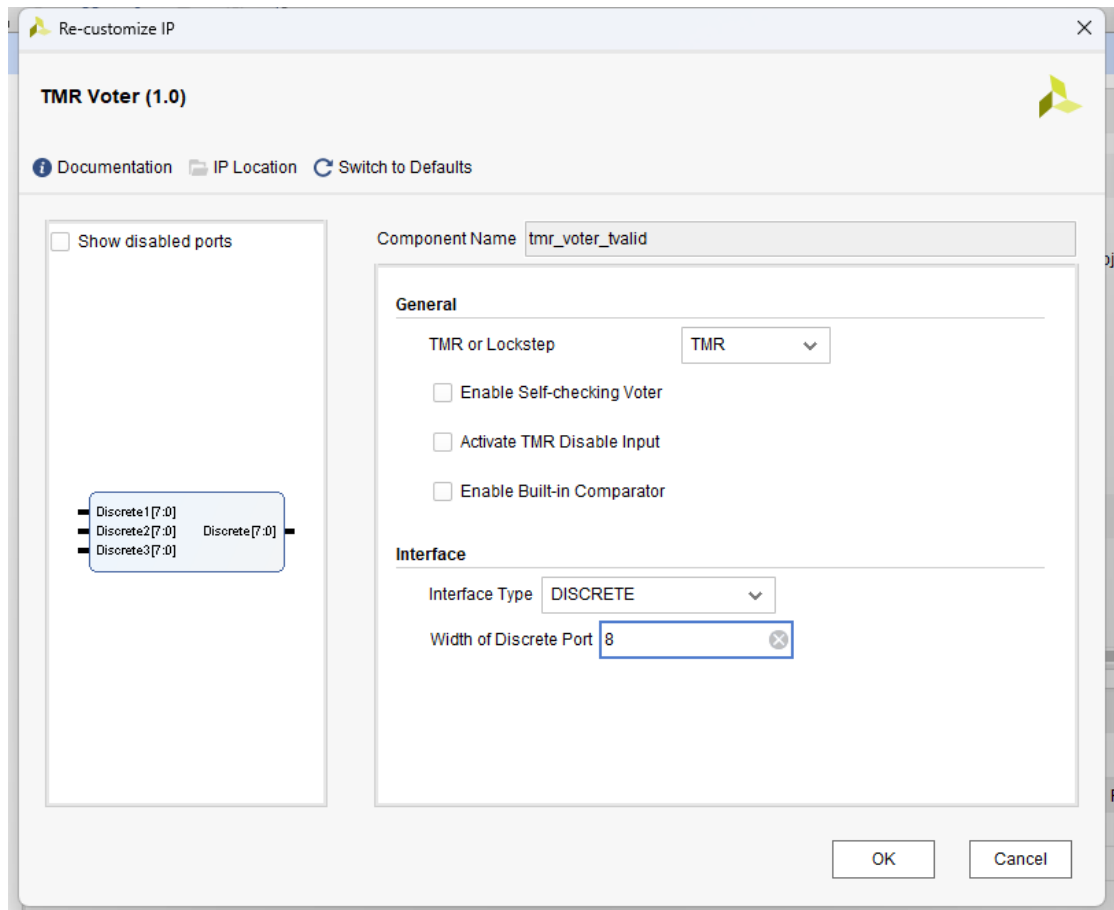 Re-customize IP
TMR Voter (1.0)
Documentation IP Location Switch to Defaults
Show disabled ports
Discrete1[7:0]
Discrete2[7:0] Discrete[7:0]
Discrete3[7:0]
Component Name tmr_voter_tvalid
General
TMR or Lockstep TMR
Enable Self-checking Voter
Activate TMR Disable Input
Enable Built-in Comparator
Interface
Interface Type DISCRETE
Width of Discrete Port 8
OK Cancel